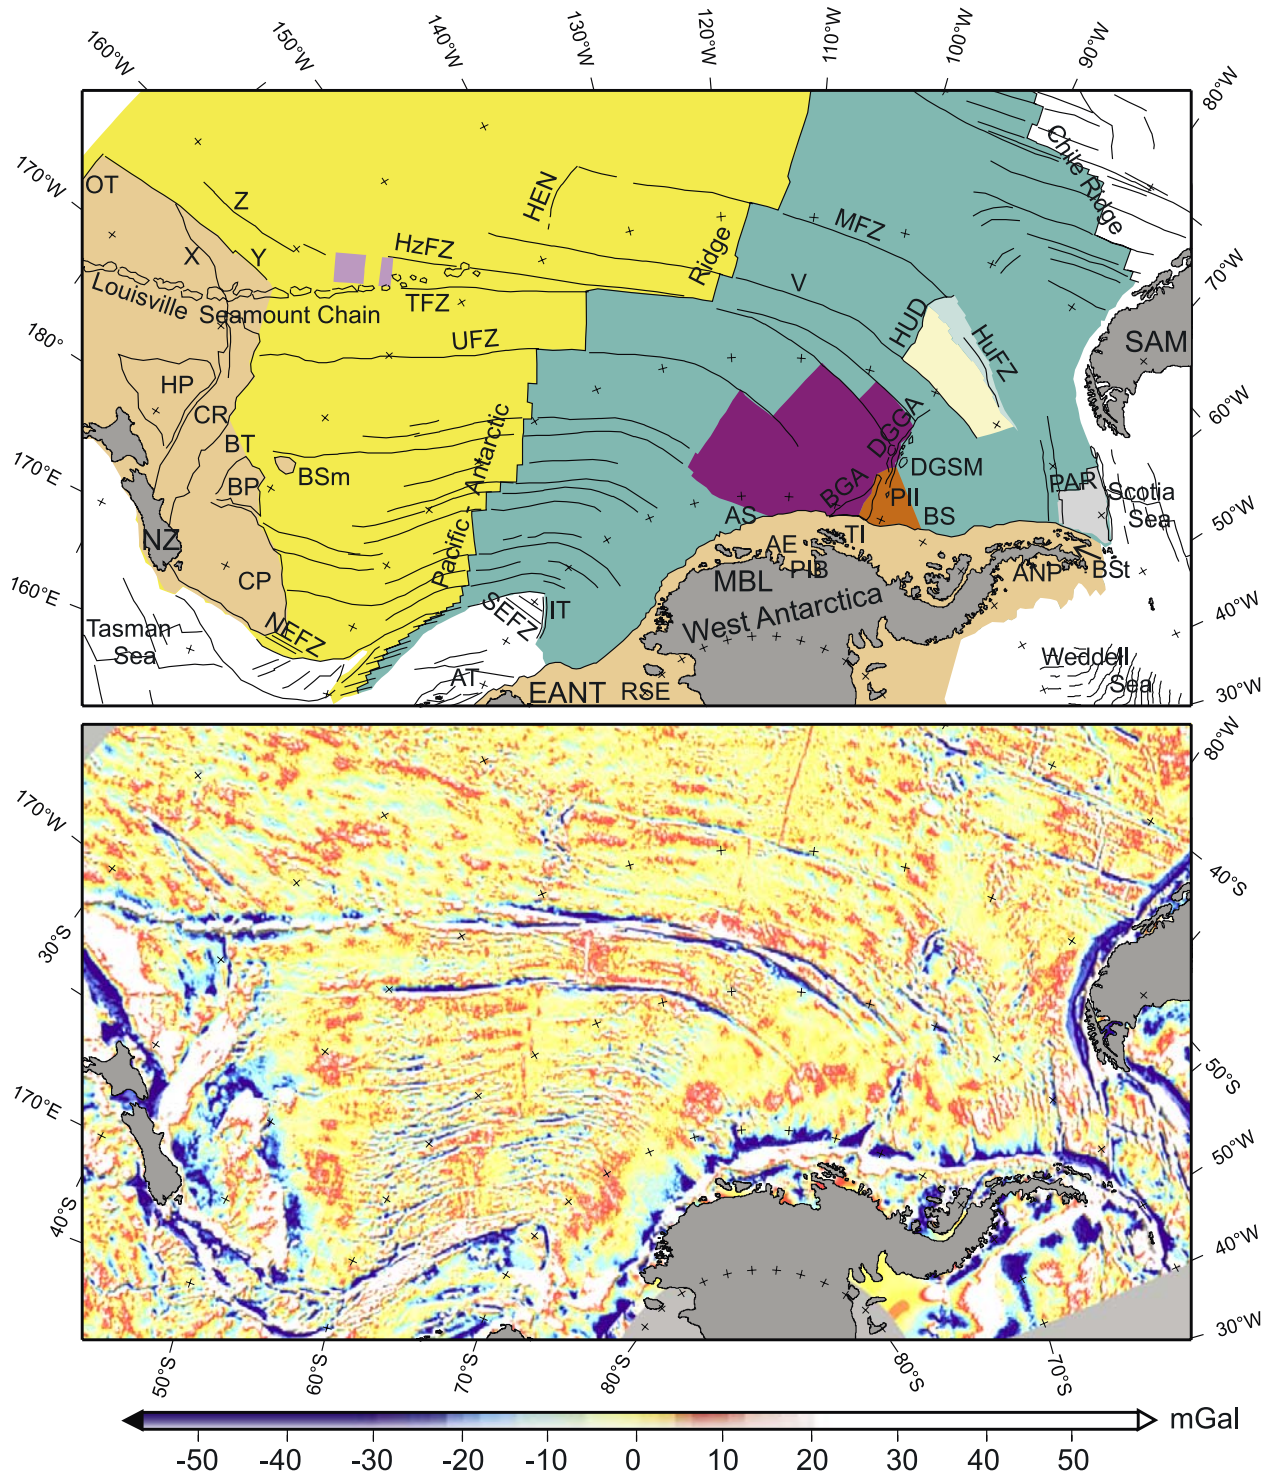 160°W
150°W
140°W
130°W
120°W
110°W
100°W
90°W
80°W
170°W
OT
Z
HEN
MFZ
Chile Ridge
X
Y
HzFZ
Ridge
V
70°W
Louisville
Seamount Chain
TFZ
HUD
HuFZ
180°
UFZ
SAM
HP
CR
60°W
BT
DGGA
170°E
BSm
Pacific - Antarctic
DGSM
BP
BGA
PII
PAR
Scotia
Sea
AS
BS
50°W
NZ
AE
TI
PIB
ANP
BSt
CP
MBL
West Antarctica
160°E
SEFZ
IT
40°W
NEFZ
Tasman
Sea
Weddell
Sea
AT
EANT
RSE
30°W
80°W
170°W
40°S
30°S
50°S
170°E
50°W
40°S
40°W
30°W
50°S
60°S
70°S
80°S
80°S
70°S
mGal
-50 -40 -30 -20 -10 0 10 20 30 40 50